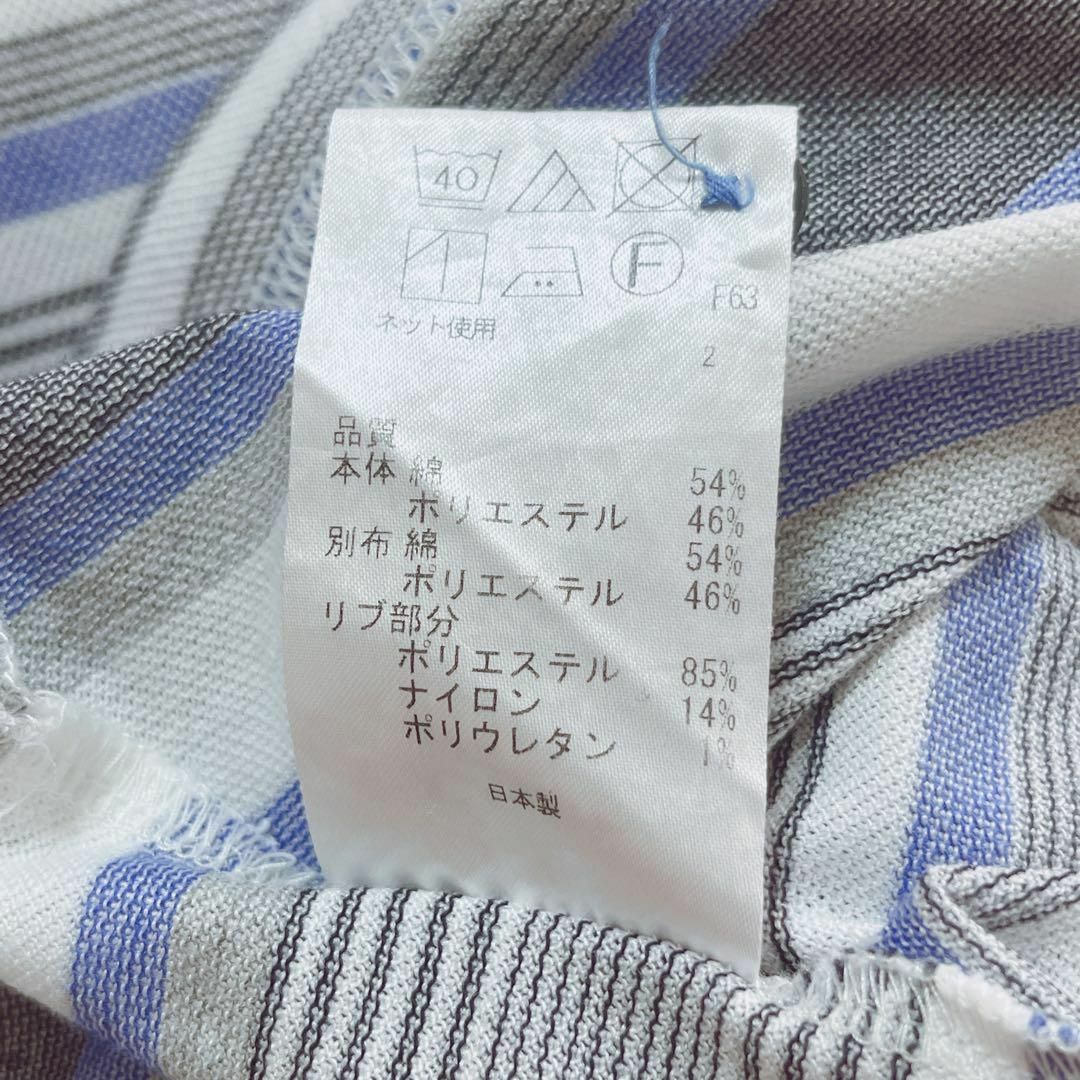 40
F
F63
ネット使用
2
品質
本体 綿 54%
ポリエステル 46%
別布 綿 54%
ポリエステル 46%
リブ部分
ポリエステル 85%
ナイロン 14%
ポリウレタン 1%
日本製